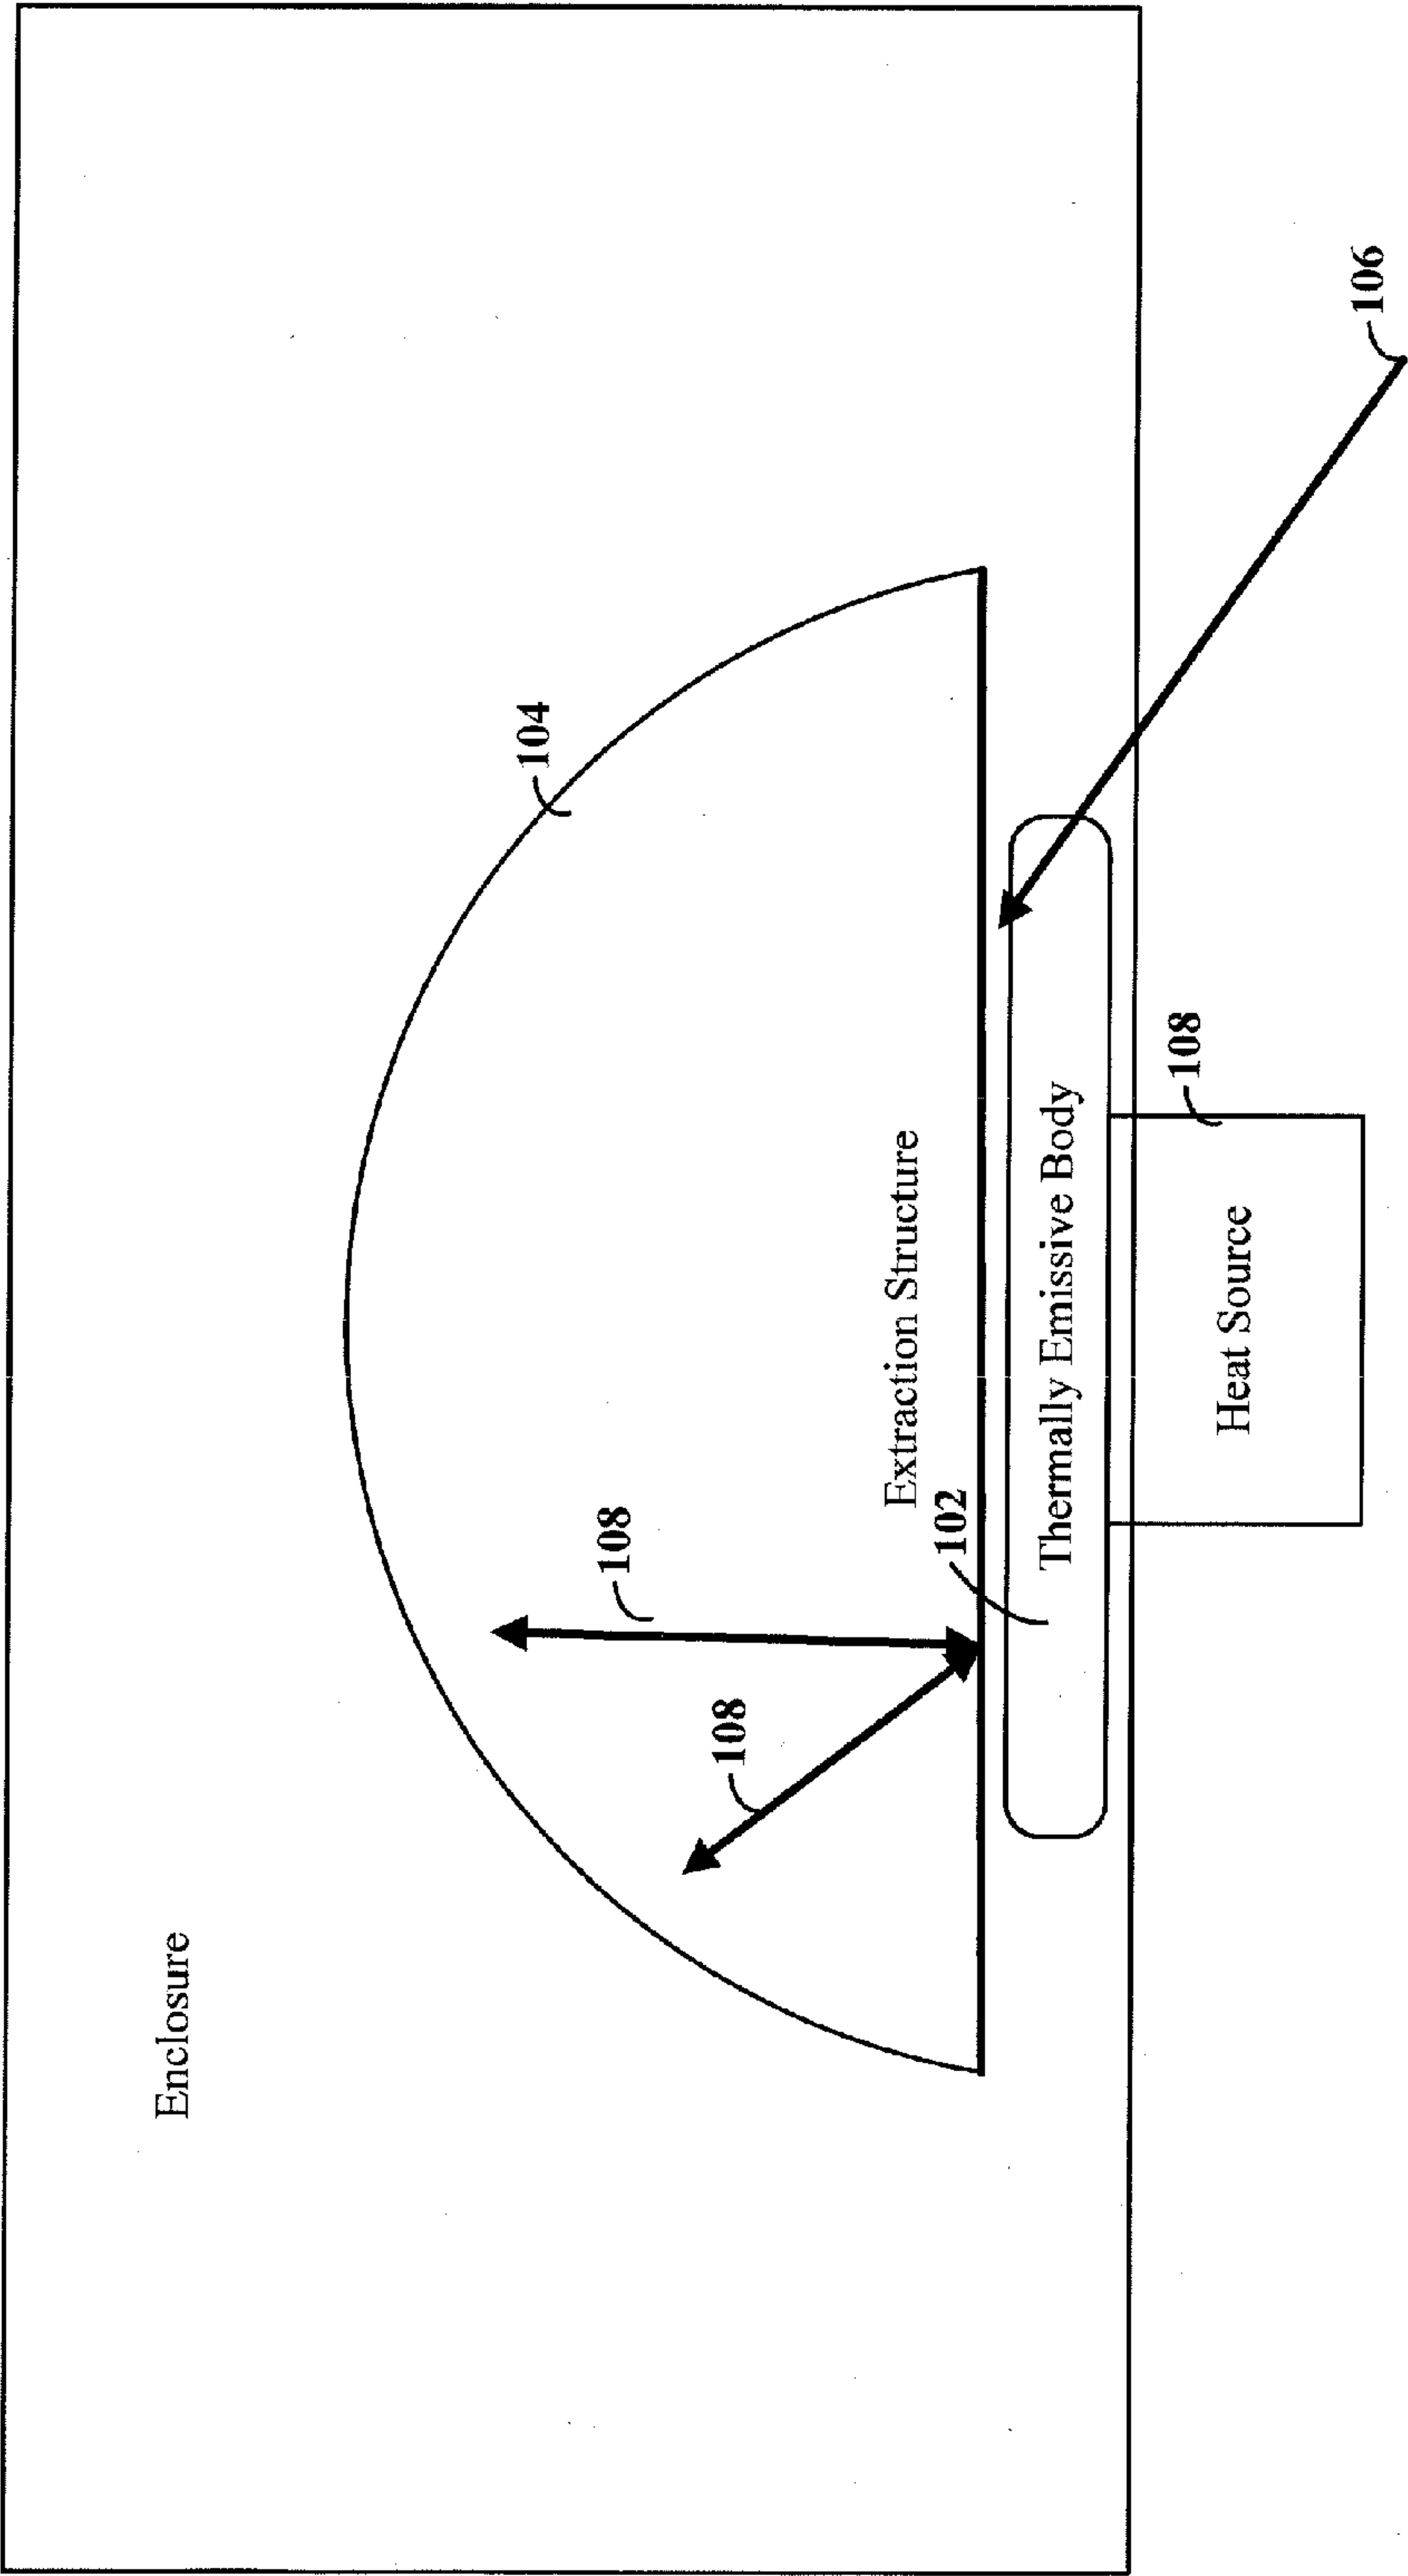 Enclosure
104
108
108
Extraction Structure
102
Thermally Emissive Body
106
108
Heat Source